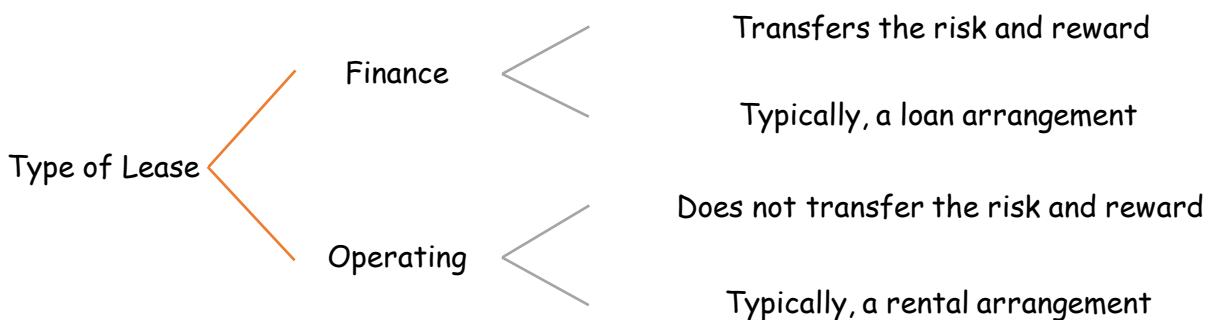 Type of Lease
Finance
Transfers the risk and reward
Typically, a loan arrangement
Operating
Does not transfer the risk and reward
Typically, a rental arrangement